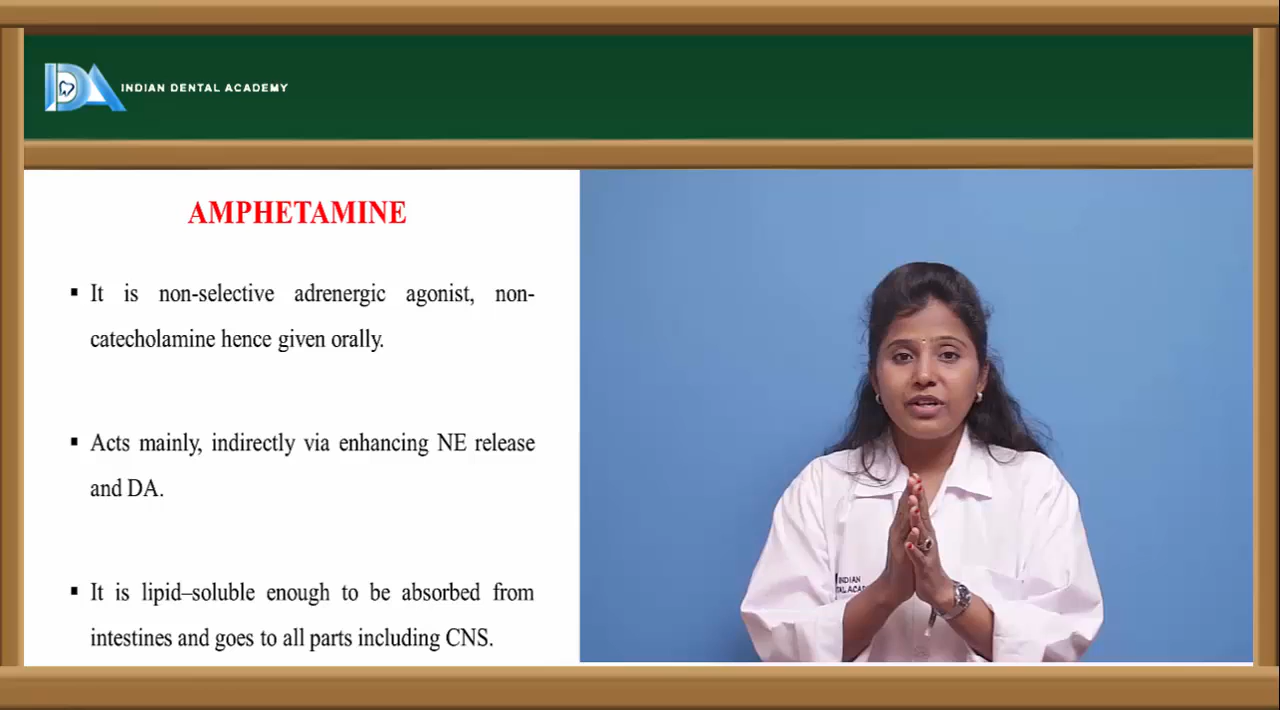 INDIAN DENTAL ACADEMY
AMPHETAMINE
▪ It is non-selective adrenergic agonist, non-
catecholamine hence given orally.
▪ Acts mainly, indirectly via enhancing NE release
and DA.
▪ It is lipid–soluble enough to be absorbed from
intestines and goes to all parts including CNS.
INDIAN